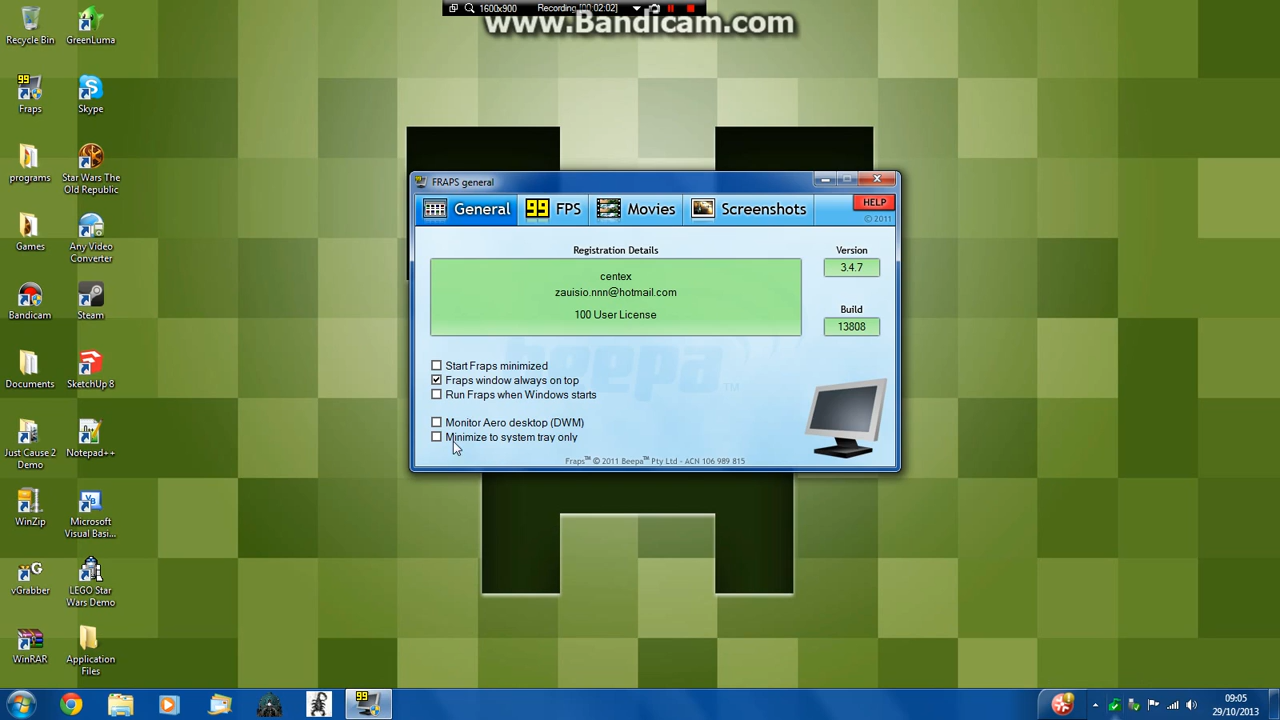 1600x900 Recording [00:02:02]
www.Bandicam.com
Recycle Bin
GreenLuma
99
Fraps
Skype
programs
Star Wars The
Old Republic
Games
Any Video
Converter
Bandicam
Steam
Documents
SketchUp 8
Just Cause 2
Demo
Notepad++
WinZip
Microsoft
Visual Basi...
vGrabber
LEGO Star
Wars Demo
WinRAR
Application
Files
FRAPS general
General
99 FPS
Movies
Screenshots
HELP
© 2011
Registration Details
centex
zauisio.nnn@hotmail.com
100 User License
Version
3.4.7
Build
13808
Start Fraps minimized
Fraps window always on top
Run Fraps when Windows starts
Monitor Aero desktop (DWM)
Minimize to system tray only
beepa™
Fraps™ © 2011 Beepa™ Pty Ltd - ACN 106 989 815
99
09:05
29/10/2013